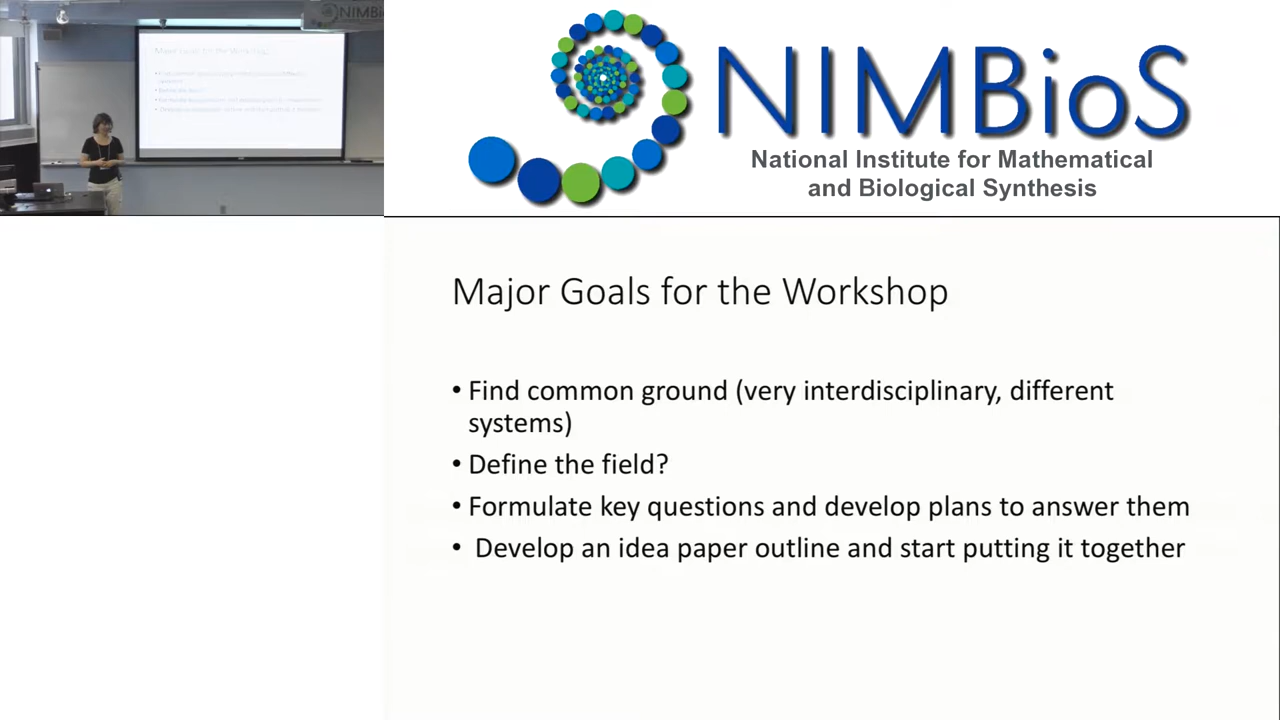 NIMBioS
National Institute for Mathematical
and Biological Synthesis
Major Goals for the Workshop
• Find common ground (very interdisciplinary, different
systems)
• Define the field?
• Formulate key questions and develop plans to answer them
• Develop an idea paper outline and start putting it together